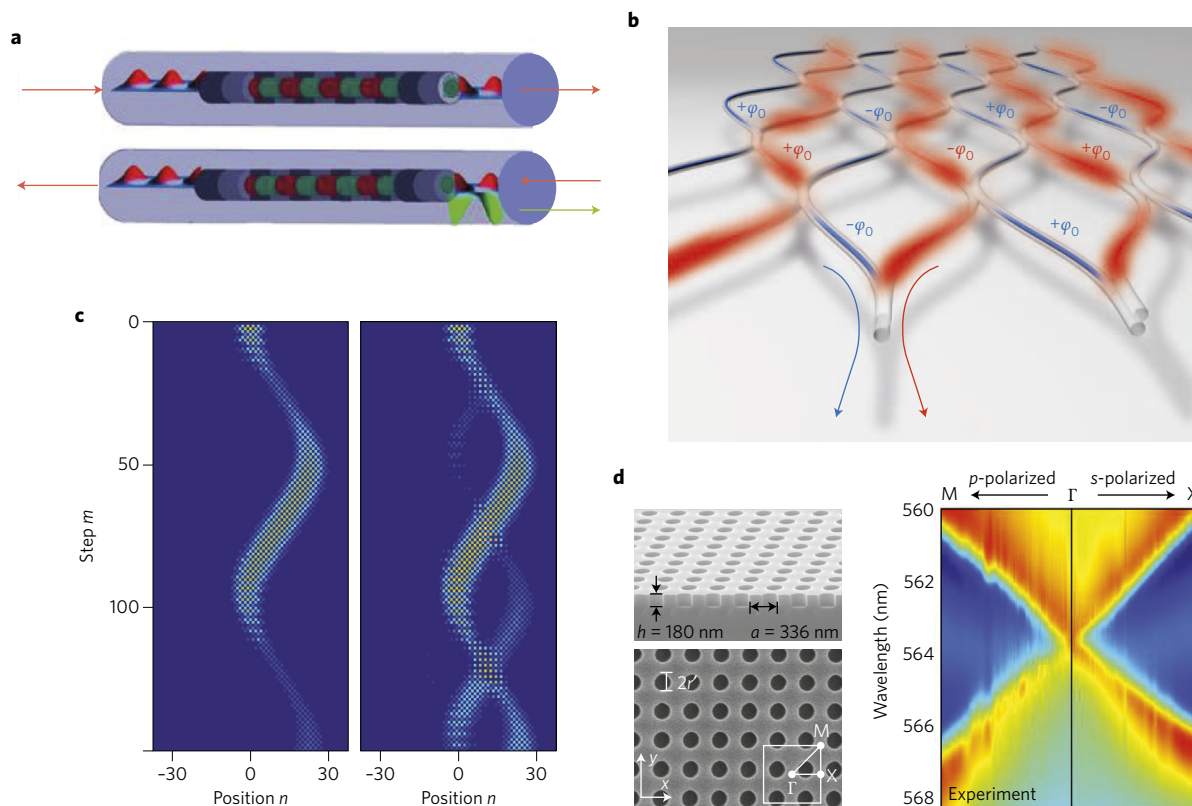 a
b
+φ0
−φ0
+φ0
−φ0
+φ0
−φ0
+φ0
−φ0
+φ0
c
0
50
100
Step m
-30
0
30
Position n
-30
0
30
Position n
d
h = 180 nm
a = 336 nm
2r
y
x
M
Γ
X
M
p-polarized
Γ
s-polarized
X
560
562
564
566
568
Wavelength (nm)
Experiment